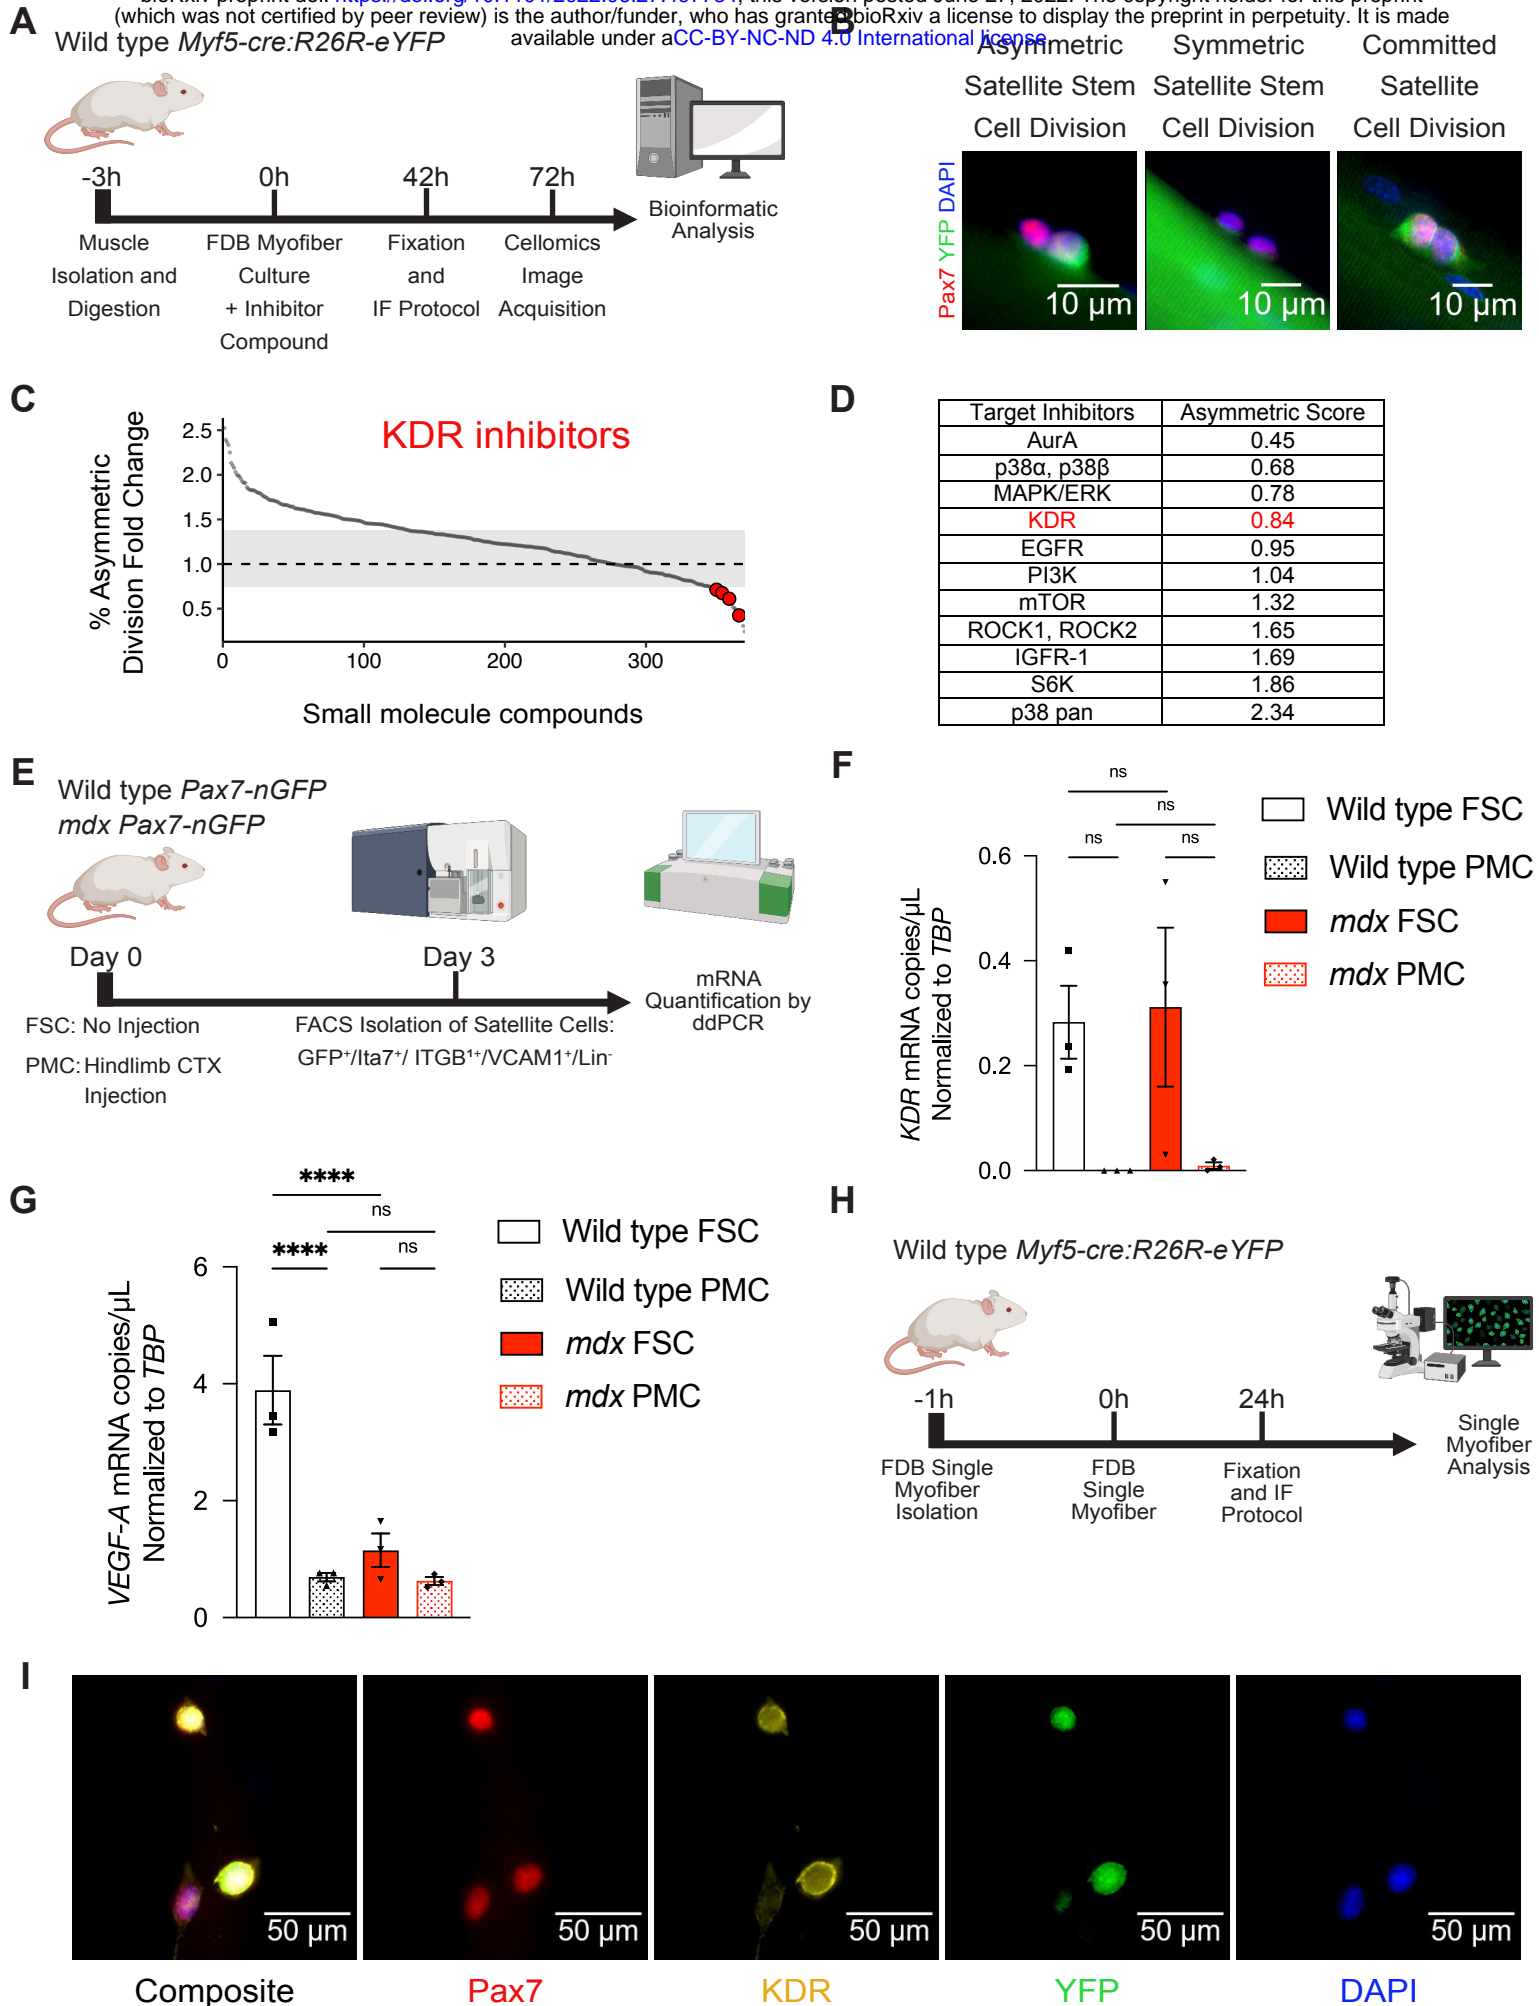 (which was not certified by peer review) is the author/funder, who has granted bioRxiv a license to display the preprint in perpetuity. It is made
available under aCC-BY-NC-ND 4.0 International license.
A
Wild type Myf5-cre:R26R-eYFP
-3h
0h
42h
72h
Muscle
Isolation and
Digestion
FDB Myofiber
Culture
+ Inhibitor
Compound
Fixation
and
IF Protocol
Cellomics
Image
Acquisition
Bioinformatic
Analysis
B
Asymmetric
Satellite Stem
Cell Division
Symmetric
Satellite Stem
Cell Division
Committed
Satellite
Cell Division
Pax7 YFP DAPI
10 µm
10 µm
10 µm
C
KDR inhibitors
% Asymmetric
Division Fold Change
2.5
2.0
1.5
1.0
0.5
0
100
200
300
Small molecule compounds
D
Target Inhibitors Asymmetric Score
AurA 0.45
p38α, p38β 0.68
MAPK/ERK 0.78
KDR 0.84
EGFR 0.95
PI3K 1.04
mTOR 1.32
ROCK1, ROCK2 1.65
IGFR-1 1.69
S6K 1.86
p38 pan 2.34
E
Wild type Pax7-nGFP
mdx Pax7-nGFP
Day 0
Day 3
FSC: No Injection
PMC: Hindlimb CTX
Injection
FACS Isolation of Satellite Cells:
GFP⁺/Ita7⁺/ ITGB¹⁺/VCAM1⁺/Lin⁻
mRNA
Quantification by
ddPCR
F
ns
ns
ns
ns
KDR mRNA copies/µL
Normalized to TBP
0.6
0.4
0.2
0.0
Wild type FSC
Wild type PMC
mdx FSC
mdx PMC
G
****
ns
****
ns
VEGF-A mRNA copies/µL
Normalized to TBP
6
4
2
0
Wild type FSC
Wild type PMC
mdx FSC
mdx PMC
H
Wild type Myf5-cre:R26R-eYFP
-1h
0h
24h
FDB Single
Myofiber
Isolation
FDB
Single
Myofiber
Fixation
and IF
Protocol
Single
Myofiber
Analysis
I
50 µm
50 µm
50 µm
50 µm
50 µm
Composite
Pax7
KDR
YFP
DAPI